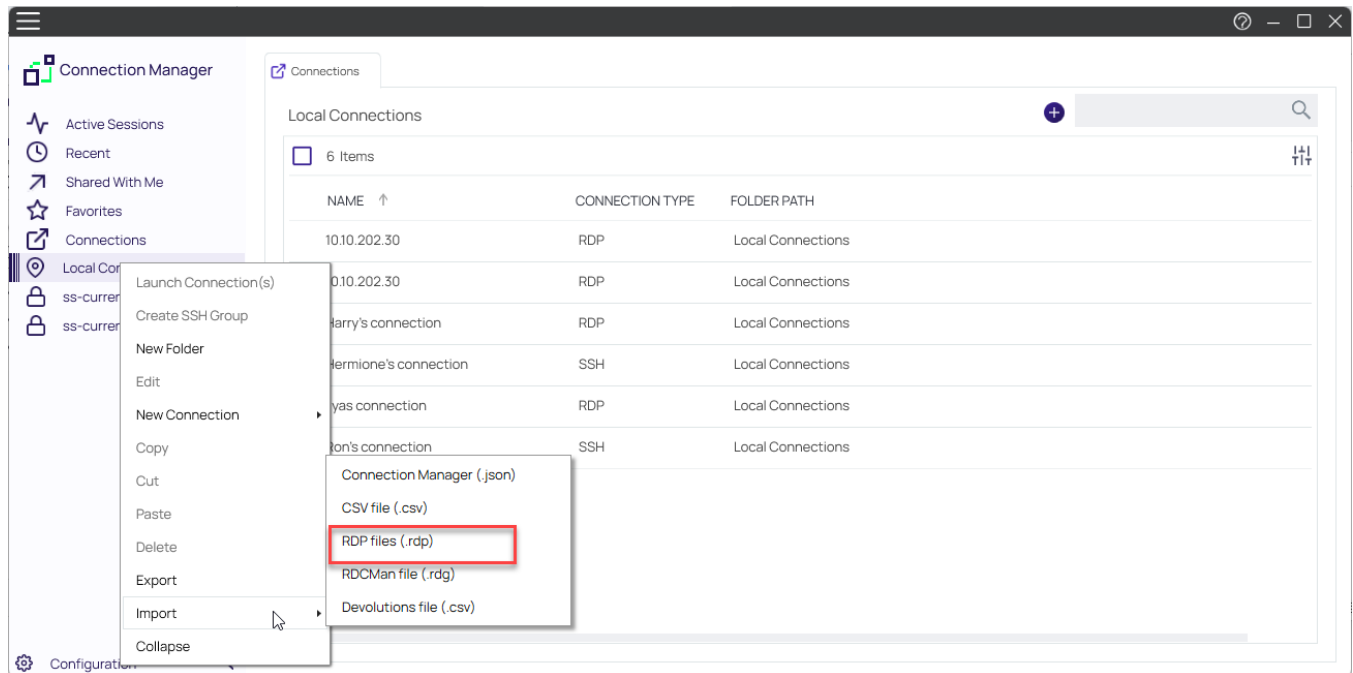 Connection Manager
Active Sessions
Recent
Shared With Me
Favorites
Connections
Local Con
ss-curren
ss-curren
Configuration
Connections
Local Connections
6 Items
NAME CONNECTION TYPE FOLDER PATH
10.10.202.30 RDP Local Connections
0.10.202.30 RDP Local Connections
Harry's connection RDP Local Connections
Hermione's connection SSH Local Connections
yas connection RDP Local Connections
Ron's connection SSH Local Connections
Launch Connection(s)
Create SSH Group
New Folder
Edit
New Connection
Copy
Cut
Paste
Delete
Export
Import
Collapse
Connection Manager (.json)
CSV file (.csv)
RDP files (.rdp)
RDCMan file (.rdg)
Devolutions file (.csv)